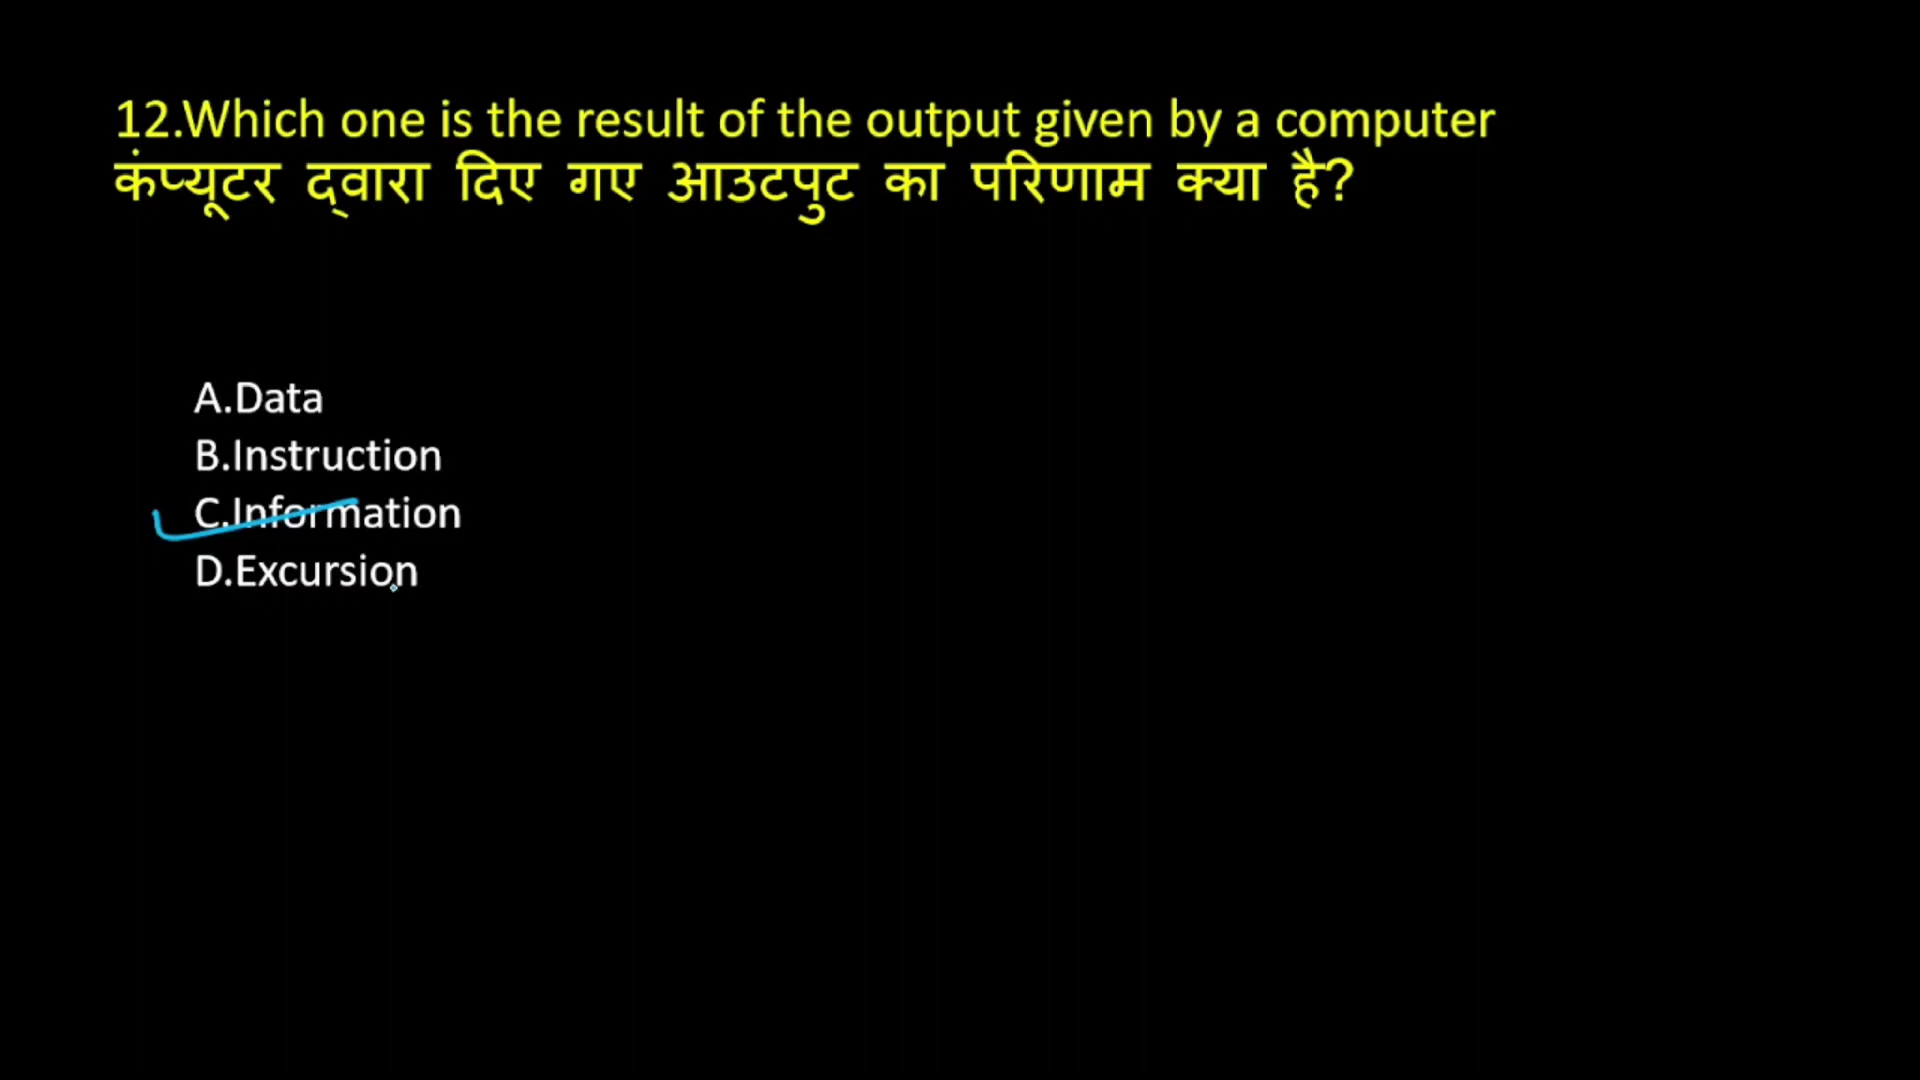 12.Which one is the result of the output given by a computer
कंप्यूटर द्वारा दिए गए आउटपुट का परिणाम क्या है?
A.Data
B.Instruction
C.Information
D.Excursion